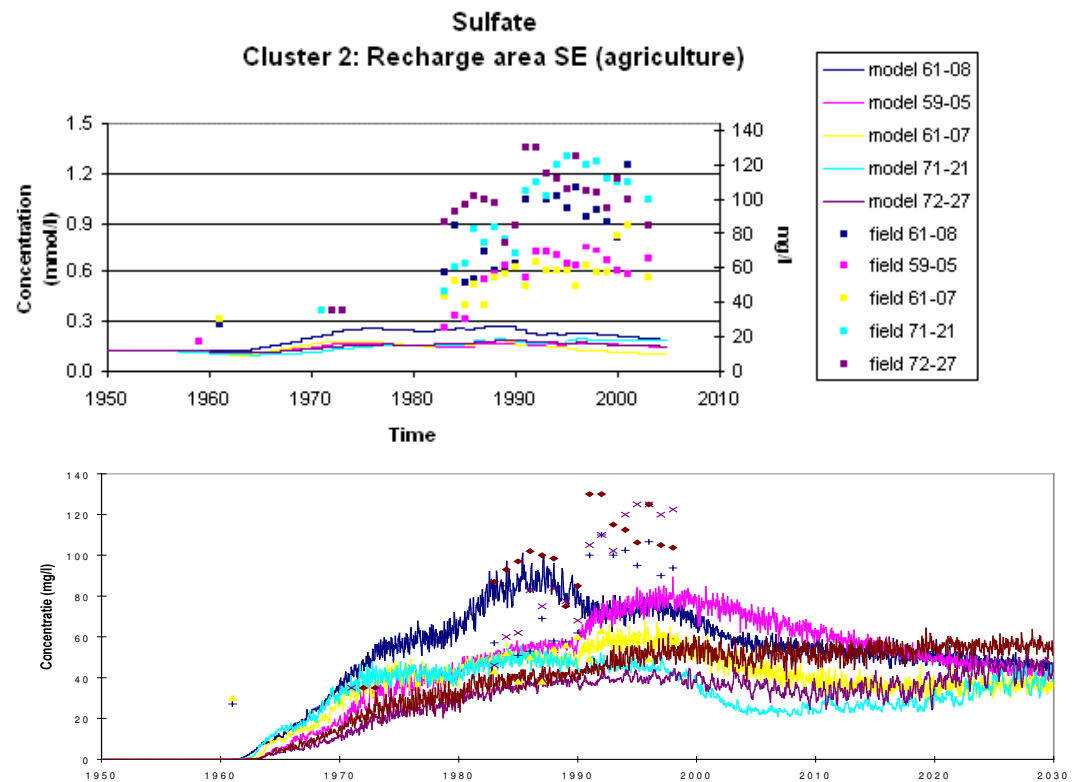 Sulfate
Cluster 2: Recharge area SE (agriculture)
model 61-08
model 59-05
model 61-07
model 71-21
model 72-27
field 61-08
field 59-05
field 61-07
field 71-21
field 72-27
Concentration
(mmol/l)
1.5
1.2
0.9
0.6
0.3
0.0
140
120
100
80
60
40
20
0
mg/l
1950 1960 1970 1980 1990 2000 2010
Time
Concentratie (mg/l)
140
120
100
80
60
40
20
0
1950 1960 1970 1980 1990 2000 2010 2020 2030